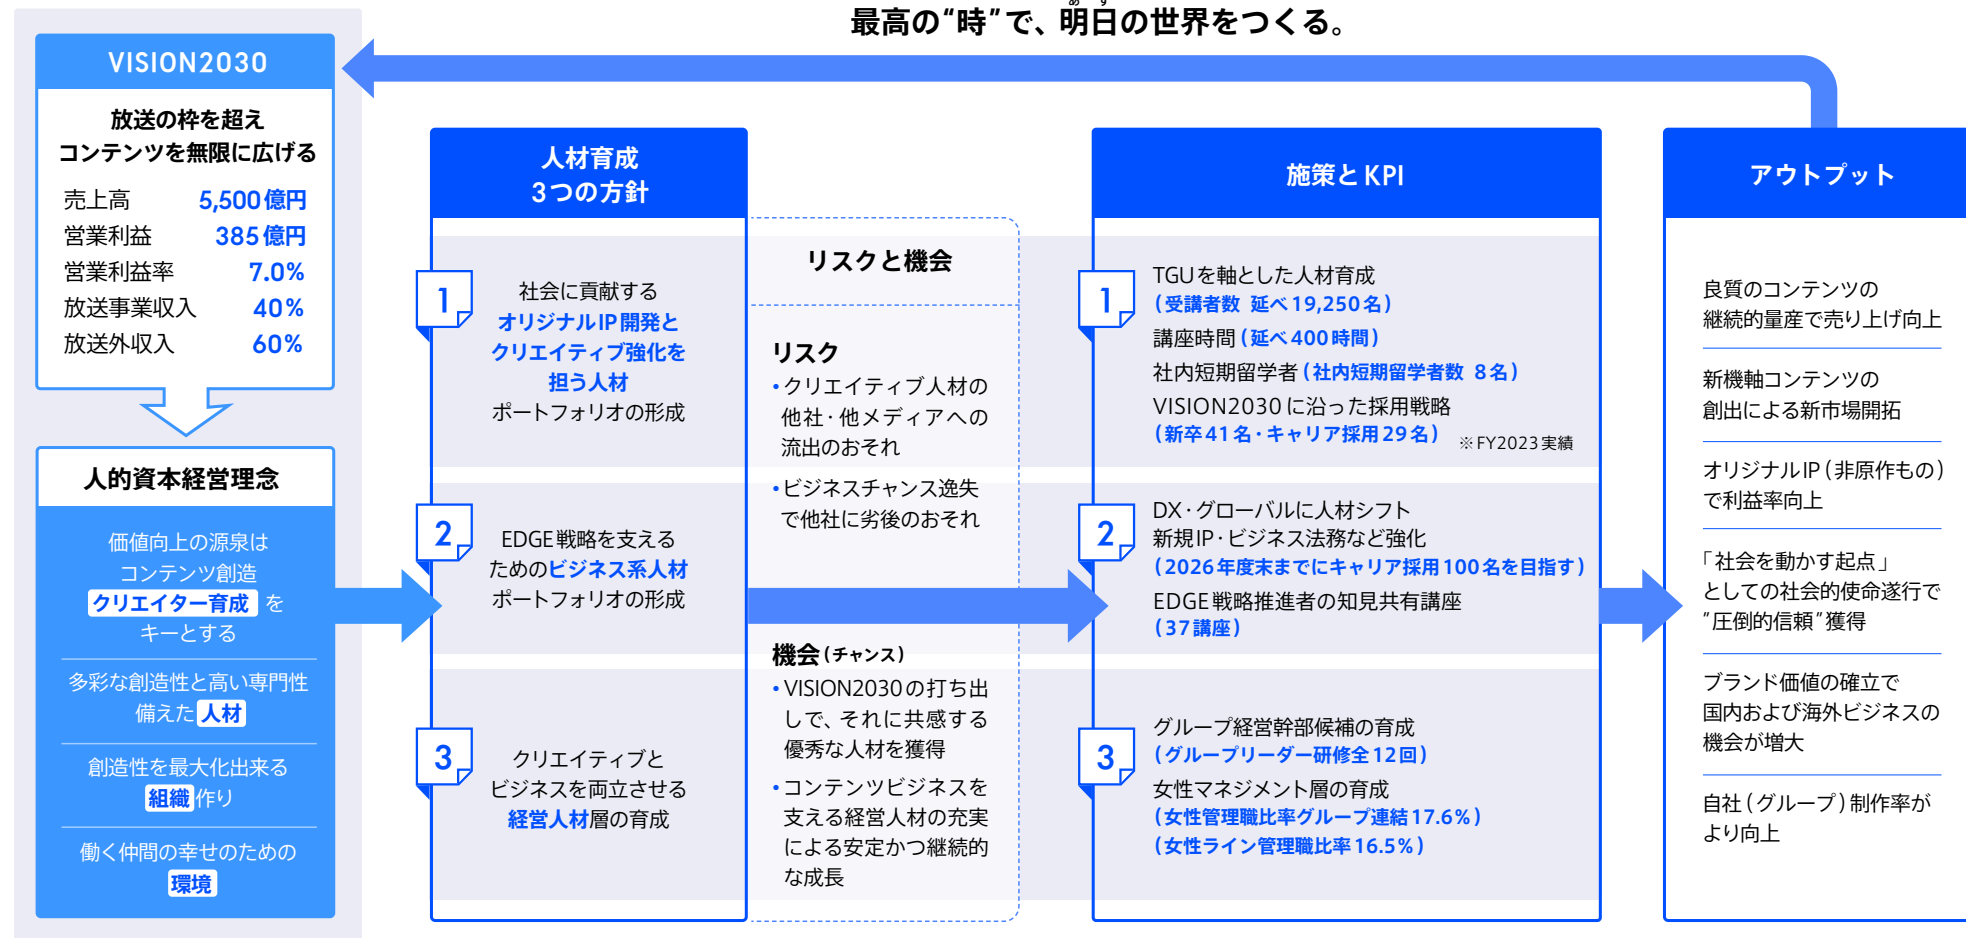 最高の“時”で、明日の世界をつくる。
あ す
VISION2030
放送の枠を超え
コンテンツを無限に広げる
売上高 5,500億円
営業利益 385億円
営業利益率 7.0%
放送事業収入 40%
放送外収入 60%
人的資本経営理念
価値向上の源泉は
コンテンツ創造
クリエイター育成 を
キーとする
多彩な創造性と高い専門性
備えた 人材
創造性を最大化出来る
組織 作り
働く仲間の幸せのための
環境
人材育成
3つの方針
1
社会に貢献する
オリジナルIP開発と
クリエイティブ強化を
担う人材
ポートフォリオの形成
2
EDGE戦略を支える
ためのビジネス系人材
ポートフォリオの形成
3
クリエイティブと
ビジネスを両立させる
経営人材層の育成
リスクと機会
リスク
・クリエイティブ人材の
他社・他メディアへの
流出のおそれ
・ビジネスチャンス逸失
で他社に劣後のおそれ
機会(チャンス)
・VISION2030の打ち出
しで、それに共感する
優秀な人材を獲得
・コンテンツビジネスを
支える経営人材の充実
による安定かつ継続的
な成長
施策とKPI
1
TGUを軸とした人材育成
(受講者数 延べ19,250名)
講座時間(延べ400時間)
社内短期留学者(社内短期留学者数 8名)
VISION2030に沿った採用戦略
(新卒41名・キャリア採用29名) ※FY2023実績
2
DX・グローバルに人材シフト
新規IP・ビジネス法務など強化
(2026年度末までにキャリア採用100名を目指す)
EDGE戦略推進者の知見共有講座
(37講座)
3
グループ経営幹部候補の育成
(グループリーダー研修全12回)
女性マネジメント層の育成
(女性管理職比率グループ連結17.6%)
(女性ライン管理職比率16.5%)
アウトプット
良質のコンテンツの
継続的量産で売り上げ向上
新機軸コンテンツの
創出による新市場開拓
オリジナルIP(非原作もの)
で利益率向上
「社会を動かす起点」
としての社会的使命遂行で
“圧倒的信頼”獲得
ブランド価値の確立で
国内および海外ビジネスの
機会が増大
自社(グループ)制作率が
より向上